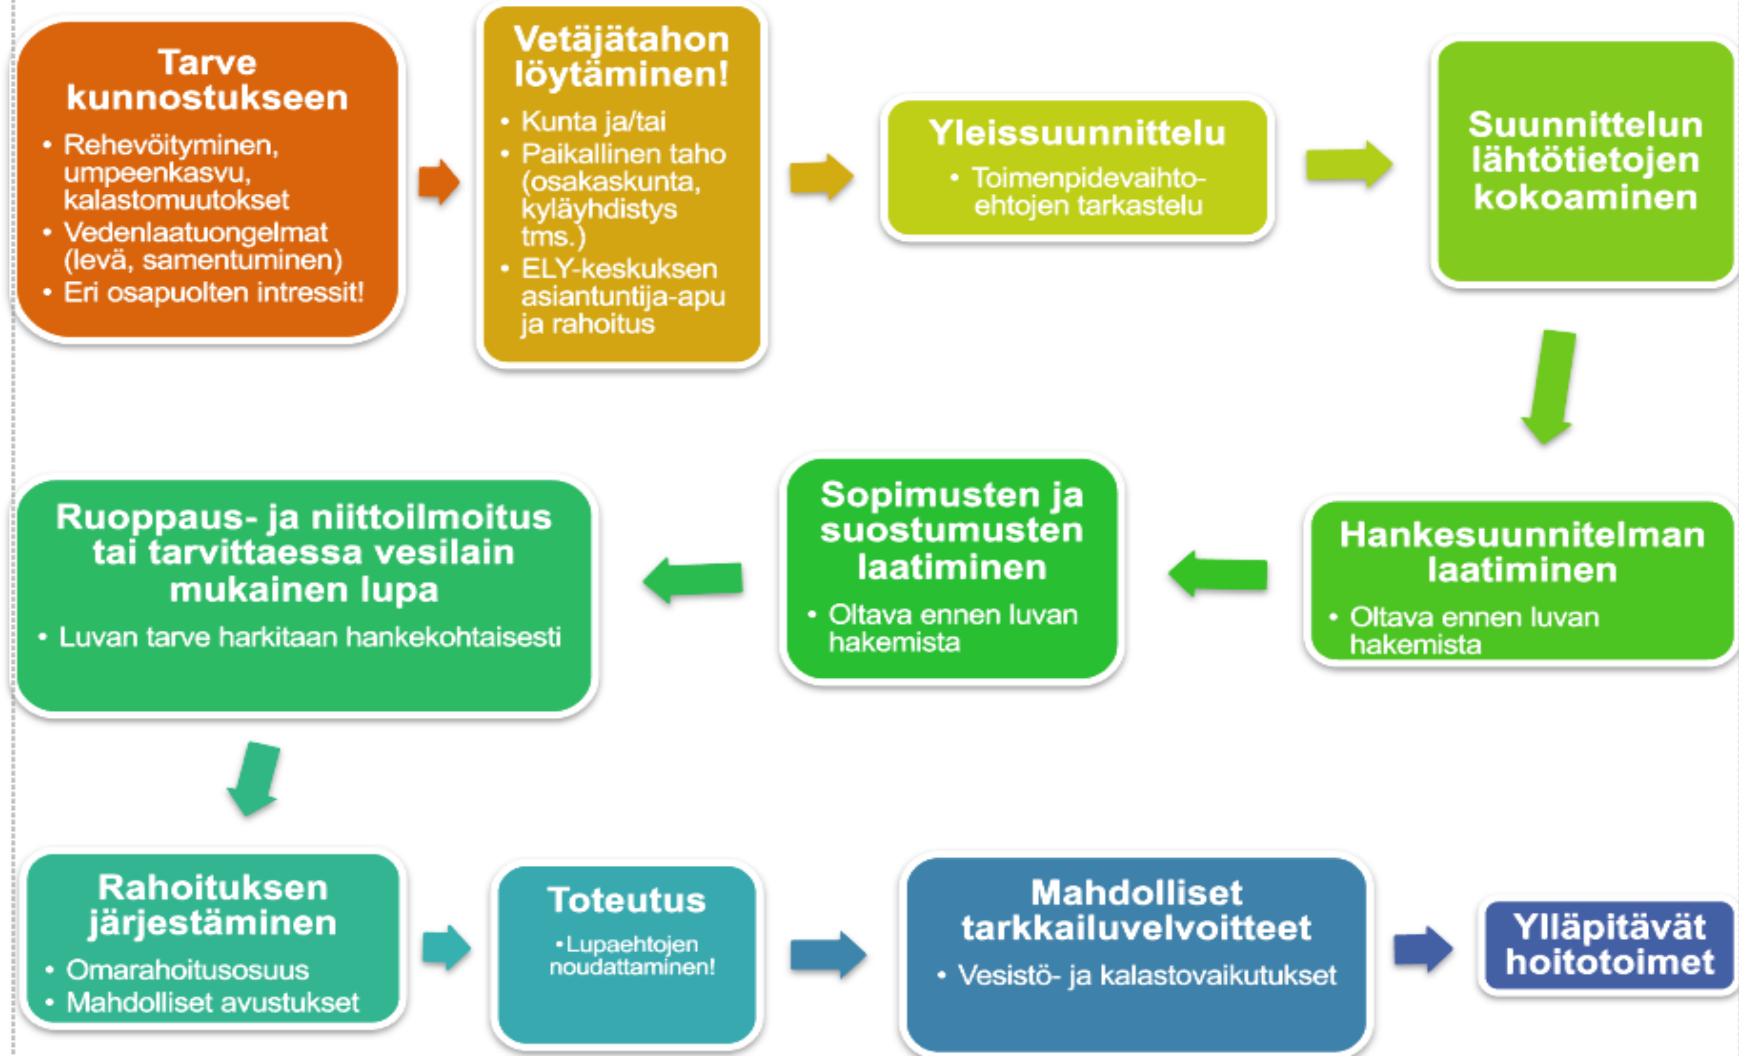 Tarve
kunnostukseen
• Rehevöityminen,
umpeenkasvu,
kalastomuutokset
• Vedenlaatuongelmat
(levä, samentuminen)
• Eri osapuolten intressit!
Vetäjätahon
löytäminen!
• Kunta ja/tai
• Paikallinen taho
(osakaskunta,
kyläyhdistys
tms.)
• ELY-keskuksen
asiantuntija-apu
ja rahoitus
Yleissuunnittelu
• Toimenpidevaihto-
ehtojen tarkastelu
Suunnittelun
lähtötietojen
kokoaminen
Hankesuunnitelman
laatiminen
• Oltava ennen luvan
hakemista
Sopimusten ja
suostumusten
laatiminen
• Oltava ennen luvan
hakemista
Ruoppaus- ja niittoilmoitus
tai tarvittaessa vesilain
mukainen lupa
• Luvan tarve harkitaan hankekohtaisesti
Rahoituksen
järjestäminen
• Omarahoitusosuus
• Mahdolliset avustukset
Toteutus
•Lupaehtojen
noudattaminen!
Mahdolliset
tarkkailuvelvoitteet
• Vesistö- ja kalastovaikutukset
Ylläpitävät
hoitotoimet